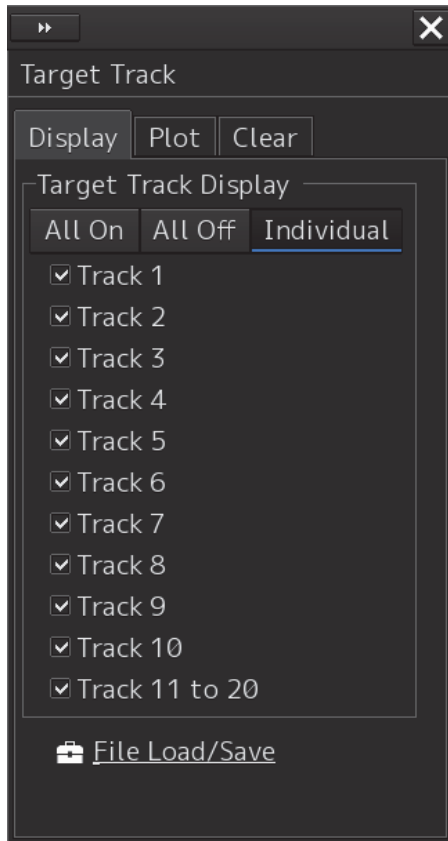 Target Track
Display Plot Clear
Target Track Display
All On All Off Individual
Track 1
Track 2
Track 3
Track 4
Track 5
Track 6
Track 7
Track 8
Track 9
Track 10
Track 11 to 20
File Load/Save